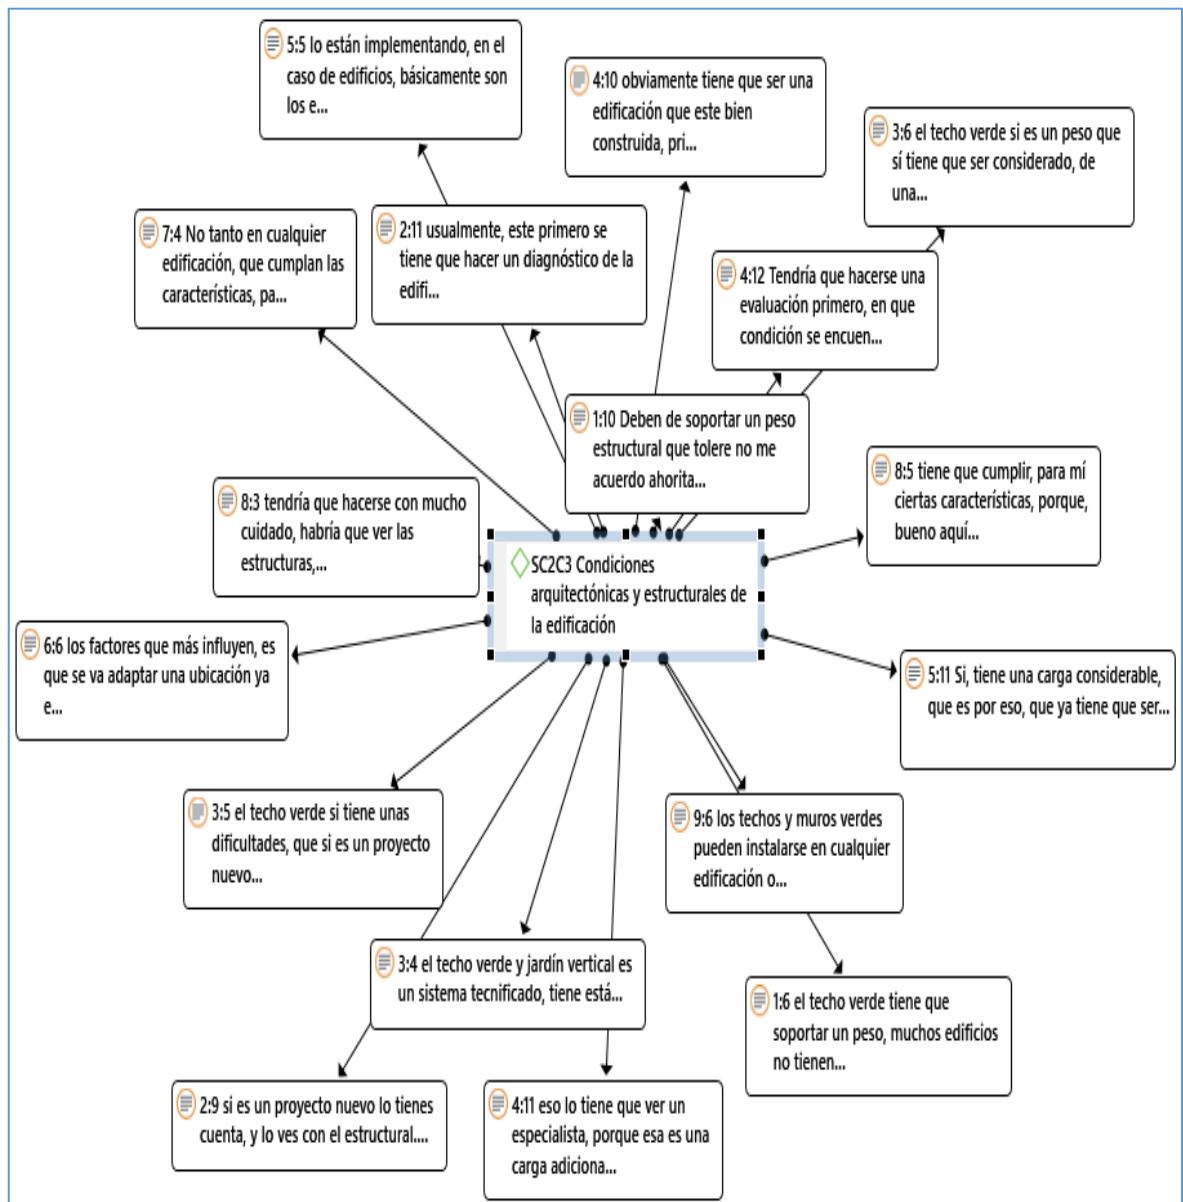 5:5 lo están implementando, en el
caso de edificios, básicamente son
los e...
4:10 obviamente tiene que ser una
edificación que este bien
construida, pri...
3:6 el techo verde si es un peso que
sí tiene que ser considerado, de
una...
7:4 No tanto en cualquier
edificación, que cumplan las
características, pa...
2:11 usualmente, este primero se
tiene que hacer un diagnóstico de la
edifi...
4:12 Tendría que hacerse una
evaluación primero, en que
condición se encuen...
1:10 Deben de soportar un peso
estructural que tolere no me
acuerdo ahorita...
8:5 tiene que cumplir, para mí
ciertas características, porque,
bueno aquí...
8:3 tendría que hacerse con mucho
cuidado, habría que ver las
estructuras,...
SC2C3 Condiciones
arquitectónicas y estructurales de
la edificación
6:6 los factores que más influyen, es
que se va adaptar una ubicación ya
e...
5:11 Si, tiene una carga considerable,
que es por eso, que ya tiene que ser...
3:5 el techo verde si tiene unas
dificultades, que si es un proyecto
nuevo...
9:6 los techos y muros verdes
pueden instalarse en cualquier
edificación o...
3:4 el techo verde y jardín vertical es
un sistema tecnificado, tiene está...
1:6 el techo verde tiene que
soportar un peso, muchos edificios
no tienen...
2:9 si es un proyecto nuevo lo tienes
cuenta, y lo ves con el estructural....
4:11 eso lo tiene que ver un
especialista, porque esa es una
carga adiciona...